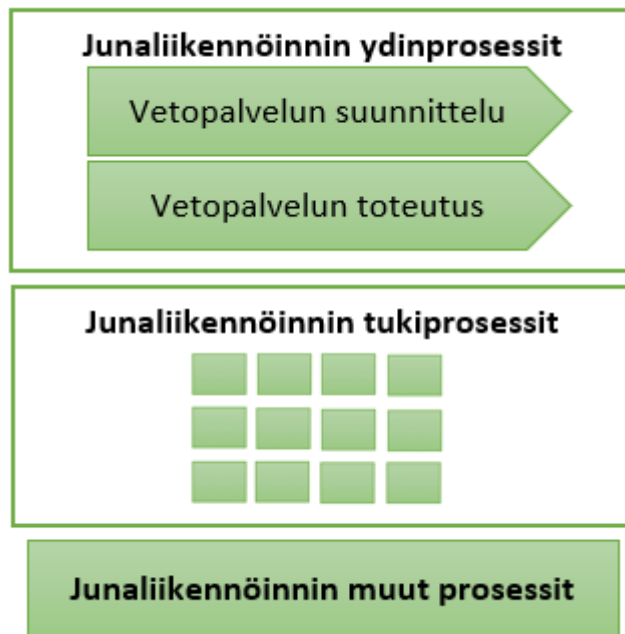 Junaliikennöinnin ydinprosessit
Vetopalvelun suunnittelu
Vetopalvelun toteutus
Junaliikennöinnin tukiprosessit
Junaliikennöinnin muut prosessit